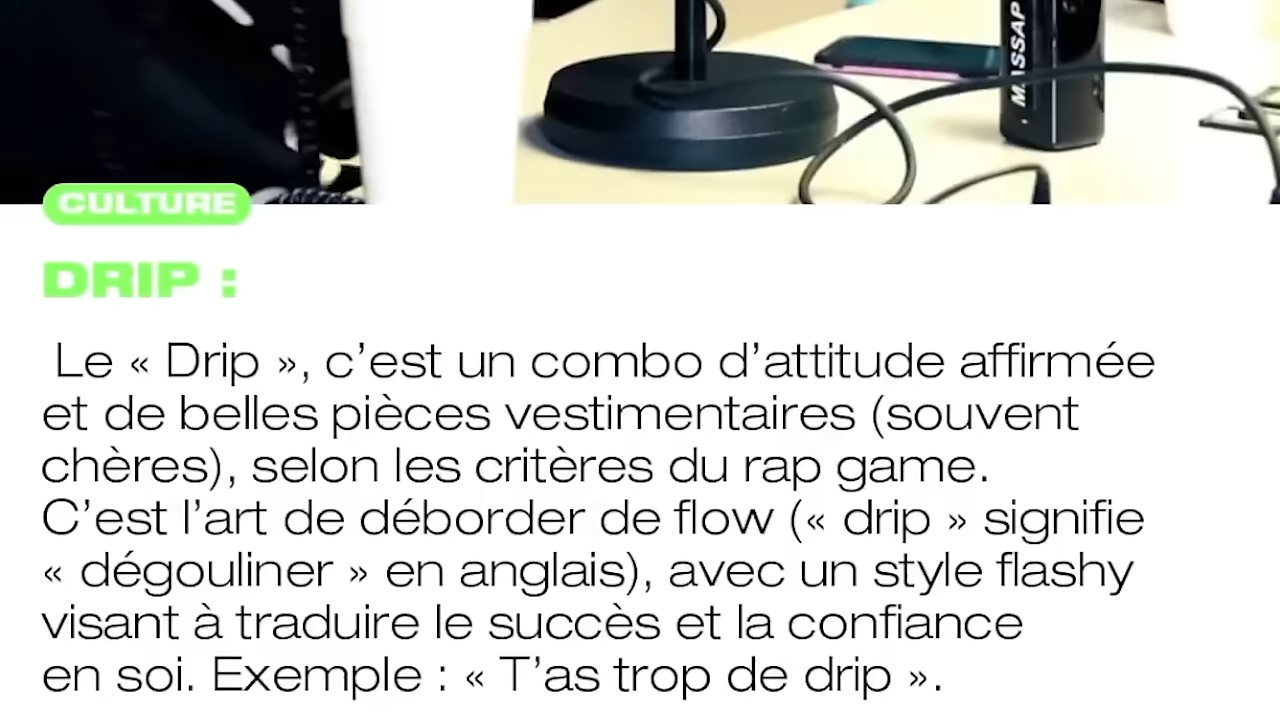 MASSAP
CULTURE
DRIP :
Le « Drip », c’est un combo d’attitude affirmée
et de belles pièces vestimentaires (souvent
chères), selon les critères du rap game.
C’est l’art de déborder de flow (« drip » signifie
« dégouliner » en anglais), avec un style flashy
visant à traduire le succès et la confiance
en soi. Exemple : « T’as trop de drip ».